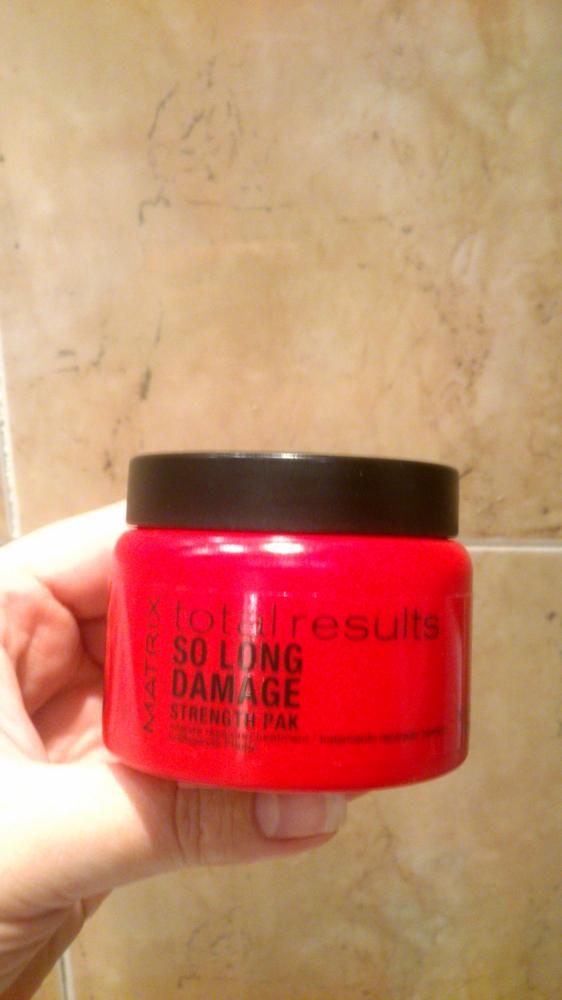 MATRIX
total results
SO LONG
DAMAGE
STRENGTH PAK